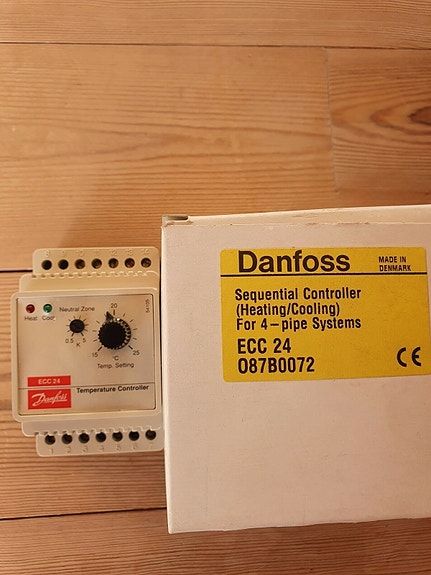 Danfoss
MADE IN
DENMARK
Sequential Controller
(Heating/Cooling)
For 4-pipe Systems
ECC 24
087B0072
CE
Heat
Cool
Neutral Zone
0.5
5
K
20
15
25
°C
Temp. Setting
ECC 24
Danfoss
Temperature Controller
1 2 3 4 5 6